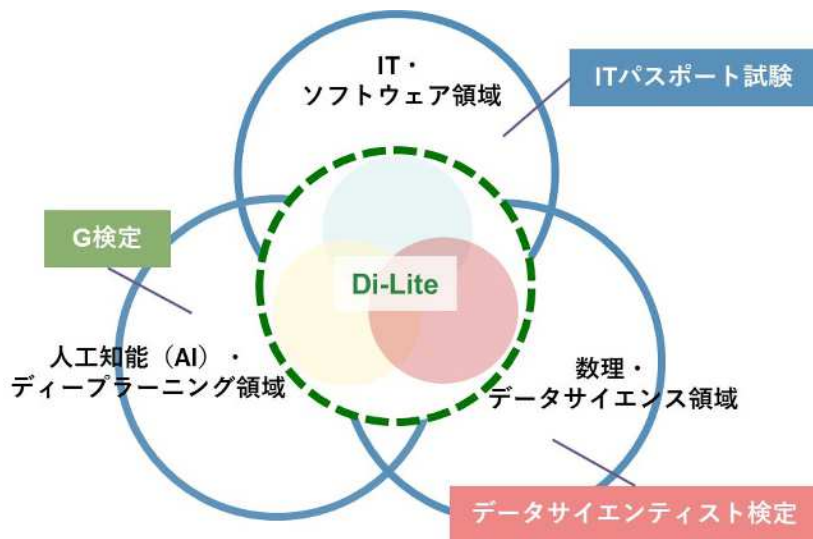 IT・
ソフトウェア領域
ITパスポート試験
G検定
Di-Lite
人工知能（AI）・
ディープラーニング領域
数理・
データサイエンス領域
データサイエンティスト検定